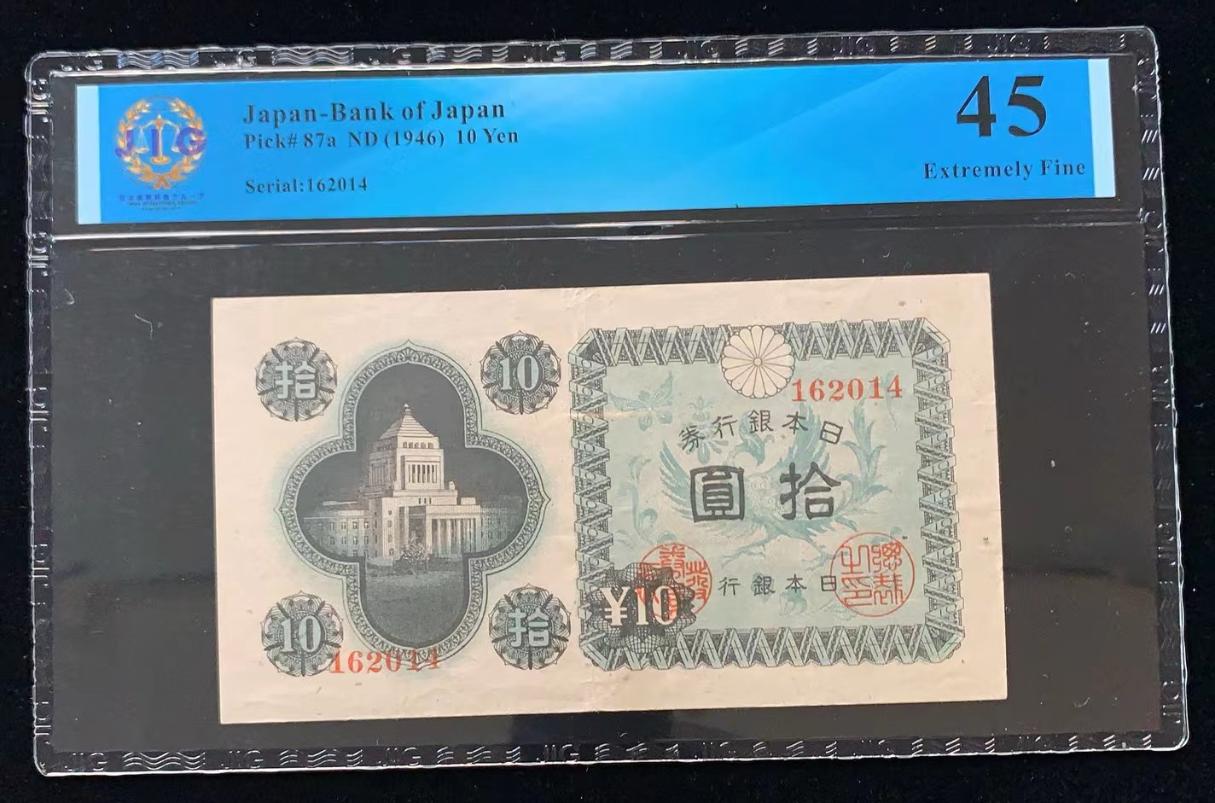 JIG
Japan-Bank of Japan
Pick# 87a ND (1946) 10 Yen
Serial:162014
45
Extremely Fine
拾
10
162014
券行銀本日
圓拾
行銀本日
¥10
10
拾
162014